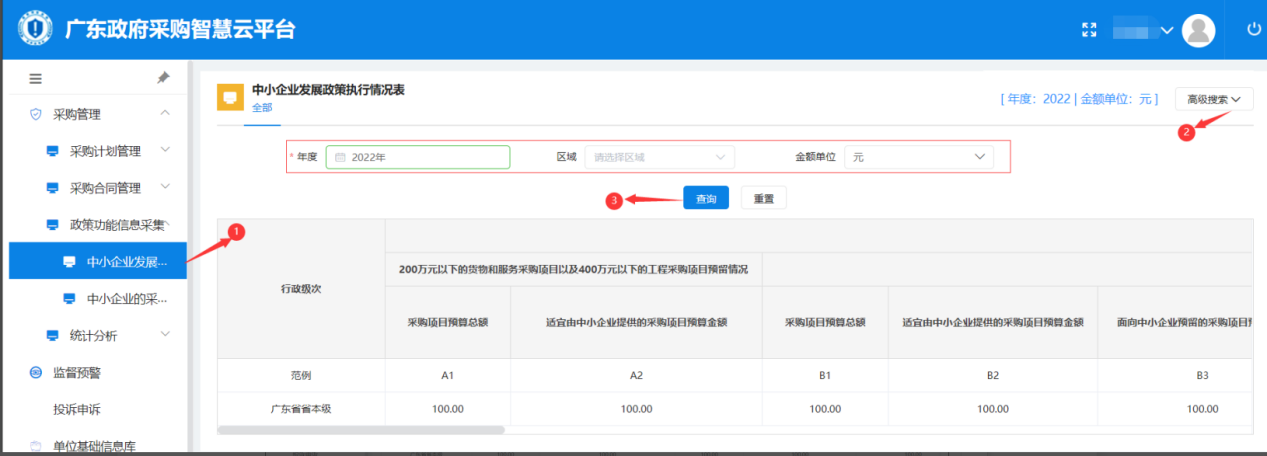 广东政府采购智慧云平台
采购管理
采购计划管理
采购合同管理
政策功能信息采集
中小企业发展...
中小企业的采...
统计分析
监督预警
投诉申诉
单位基础信息库
中小企业发展政策执行情况表
全部
[ 年度：2022 | 金额单位：元 ]
高级搜索
2
* 年度 2022年 区域 请选择区域 金额单位 元
3 查询 重置
1
行政级次
200万元以下的货物和服务采购项目以及400万元以下的工程采购项目预留情况
采购项目预算总额 适宜由中小企业提供的采购项目预算金额 采购项目预算总额 适宜由中小企业提供的采购项目预算金额 面向中小企业预留的采购项目
范例 A1 A2 B1 B2 B3
广东省省本级 100.00 100.00 100.00 100.00 100.00